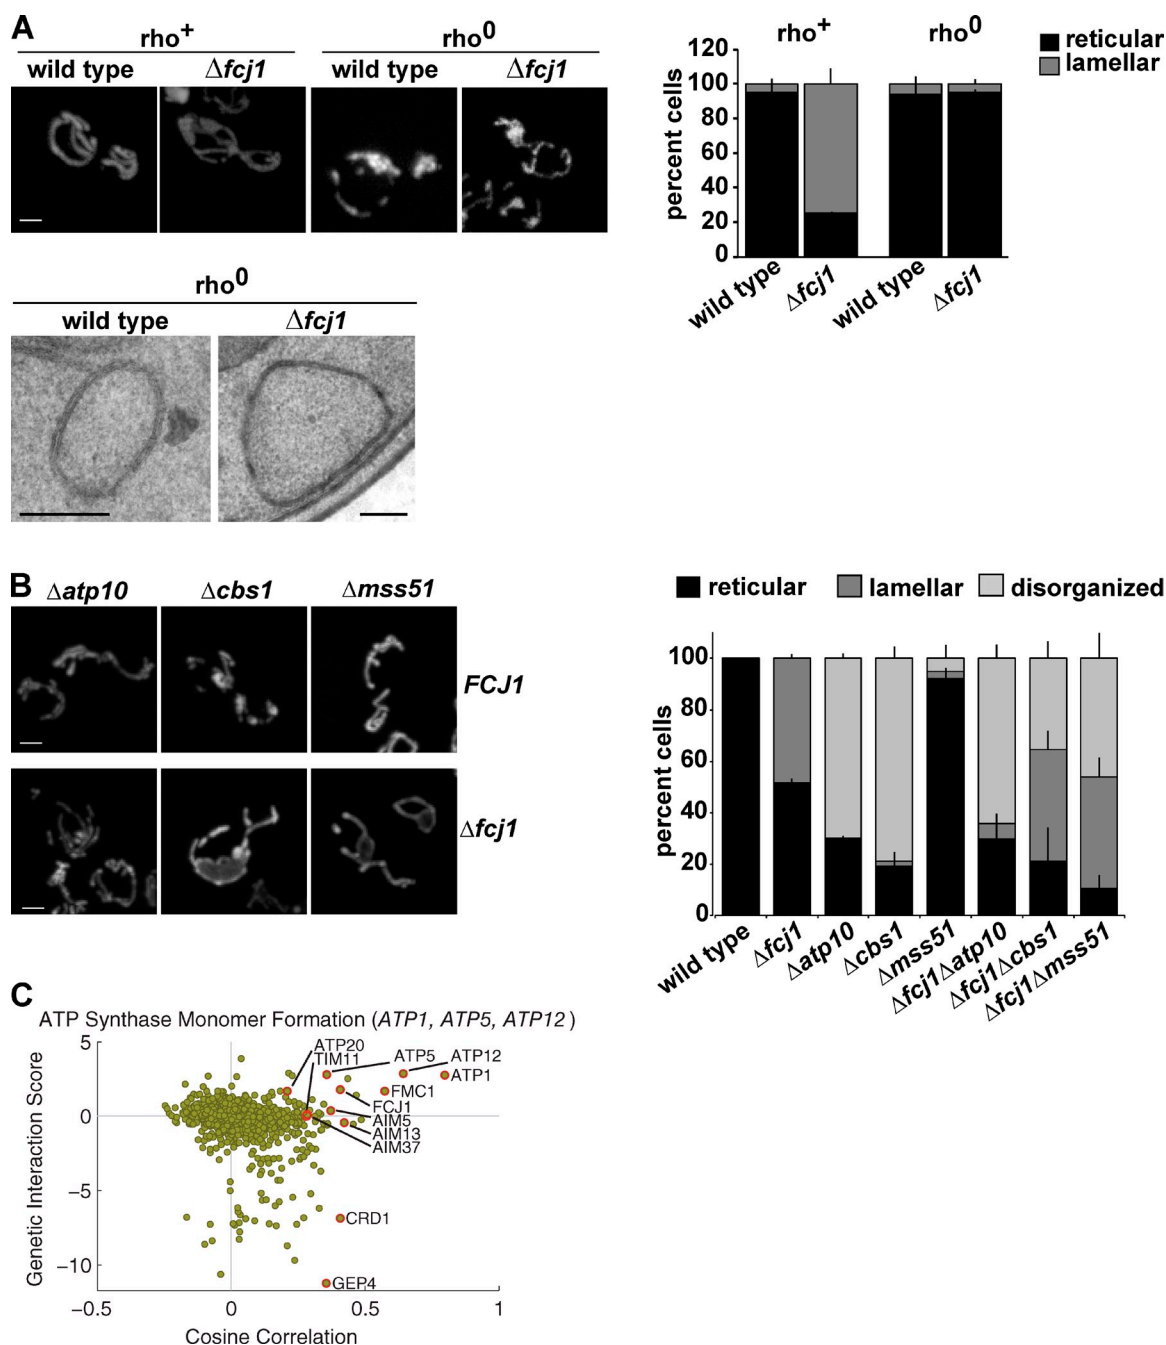 A
rho+
rho0
wild type
Δfcj1
wild type
Δfcj1
rho+
rho0
reticular
lamellar
percent cells
120
100
80
60
40
20
0
wild type
Δfcj1
wild type
Δfcj1
rho0
wild type
Δfcj1
B
Δatp10
Δcbs1
Δmss51
FCJ1
Δfcj1
reticular
lamellar
disorganized
percent cells
100
80
60
40
20
0
wild type
Δfcj1
Δatp10
Δcbs1
Δmss51
Δfcj1Δatp10
Δfcj1Δcbs1
Δfcj1Δmss51
C
ATP Synthase Monomer Formation (ATP1, ATP5, ATP12)
Genetic Interaction Score
5
0
−5
−10
ATP20
TIM11
ATP5
ATP12
ATP1
FMC1
FCJ1
AIM5
AIM13
AIM37
CRD1
GEP4
−0.5
0
0.5
1
Cosine Correlation